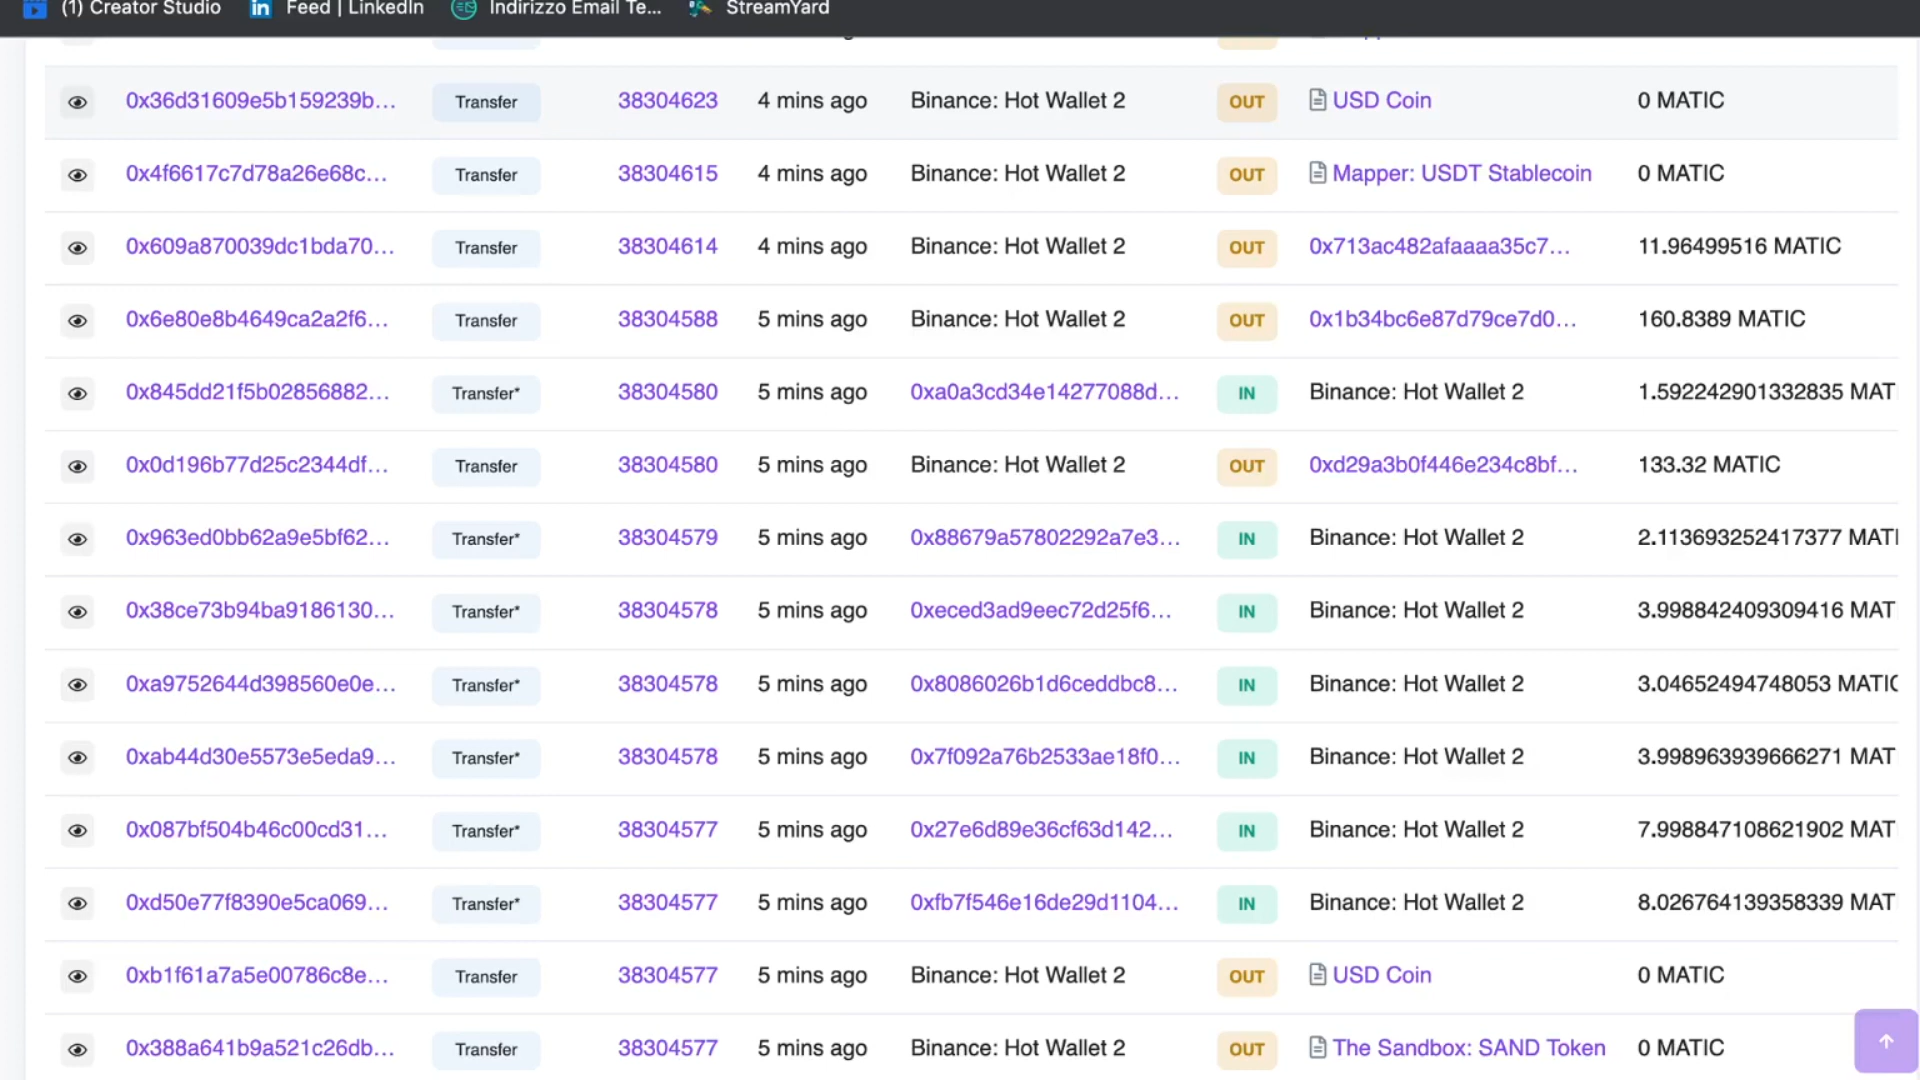 (1) Creator Studio in Feed | LinkedIn Indirizzo Email Te... StreamYard
0x36d31609e5b159239b... Transfer 38304623 4 mins ago Binance: Hot Wallet 2 OUT USD Coin 0 MATIC
0x4f6617c7d78a26e68c... Transfer 38304615 4 mins ago Binance: Hot Wallet 2 OUT Mapper: USDT Stablecoin 0 MATIC
0x609a870039dc1bda70... Transfer 38304614 4 mins ago Binance: Hot Wallet 2 OUT 0x713ac482afaaaa35c7... 11.96499516 MATIC
0x6e80e8b4649ca2a2f6... Transfer 38304588 5 mins ago Binance: Hot Wallet 2 OUT 0x1b34bc6e87d79ce7d0... 160.8389 MATIC
0x845dd21f5b02856882... Transfer* 38304580 5 mins ago 0xa0a3cd34e14277088d... IN Binance: Hot Wallet 2 1.592242901332835 MAT
0x0d196b77d25c2344df... Transfer 38304580 5 mins ago Binance: Hot Wallet 2 OUT 0xd29a3b0f446e234c8bf... 133.32 MATIC
0x963ed0bb62a9e5bf62... Transfer* 38304579 5 mins ago 0x88679a57802292a7e3... IN Binance: Hot Wallet 2 2.113693252417377 MATI
0x38ce73b94ba9186130... Transfer* 38304578 5 mins ago 0xeced3ad9eec72d25f6... IN Binance: Hot Wallet 2 3.998842409309416 MAT
0xa9752644d398560e0e... Transfer* 38304578 5 mins ago 0x8086026b1d6ceddbc8... IN Binance: Hot Wallet 2 3.04652494748053 MATIC
0xab44d30e5573e5eda9... Transfer* 38304578 5 mins ago 0x7f092a76b2533ae18f0... IN Binance: Hot Wallet 2 3.998963939666271 MAT
0x087bf504b46c00cd31... Transfer* 38304577 5 mins ago 0x27e6d89e36cf63d142... IN Binance: Hot Wallet 2 7.998847108621902 MAT
0xd50e77f8390e5ca069... Transfer* 38304577 5 mins ago 0xfb7f546e16de29d1104... IN Binance: Hot Wallet 2 8.026764139358339 MAT
0xb1f61a7a5e00786c8e... Transfer 38304577 5 mins ago Binance: Hot Wallet 2 OUT USD Coin 0 MATIC
0x388a641b9a521c26db... Transfer 38304577 5 mins ago Binance: Hot Wallet 2 OUT The Sandbox: SAND Token 0 MATIC